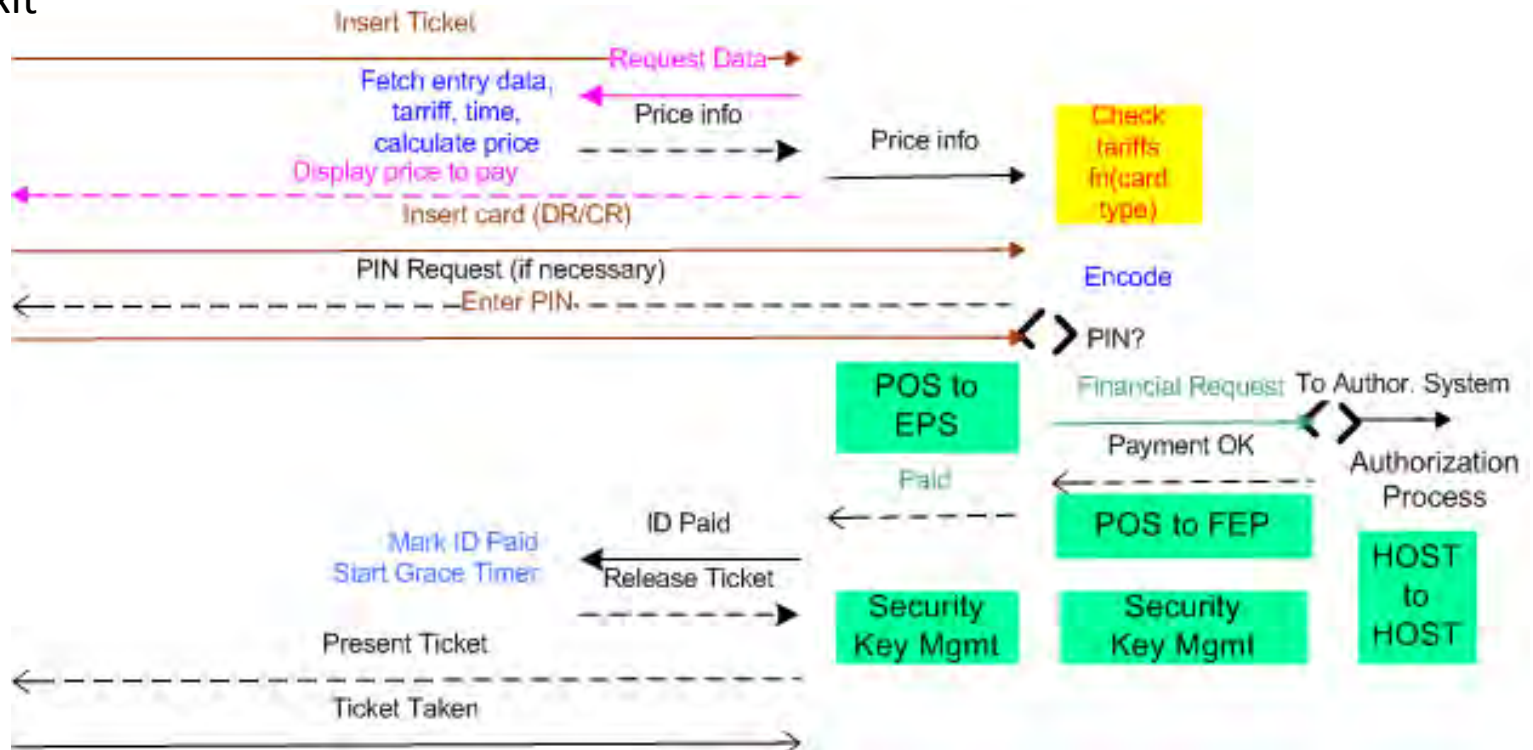 Insert Ticket
Request Data
Fetch entry data,
tarriff, time,
calculate price
Price info
Price info
Check
tariffs
fn(card
type)
Display price to pay
Insert card (DR/CR)
PIN Request (if necessary)
Encode
Enter PIN
PIN?
POS to
EPS
Financial Request
To Author. System
Payment OK
Authorization
Process
Paid
POS to FEP
ID Paid
Mark ID Paid
Start Grace Timer
Release Ticket
HOST
to
HOST
Security
Key Mgmt
Security
Key Mgmt
Present Ticket
Ticket Taken